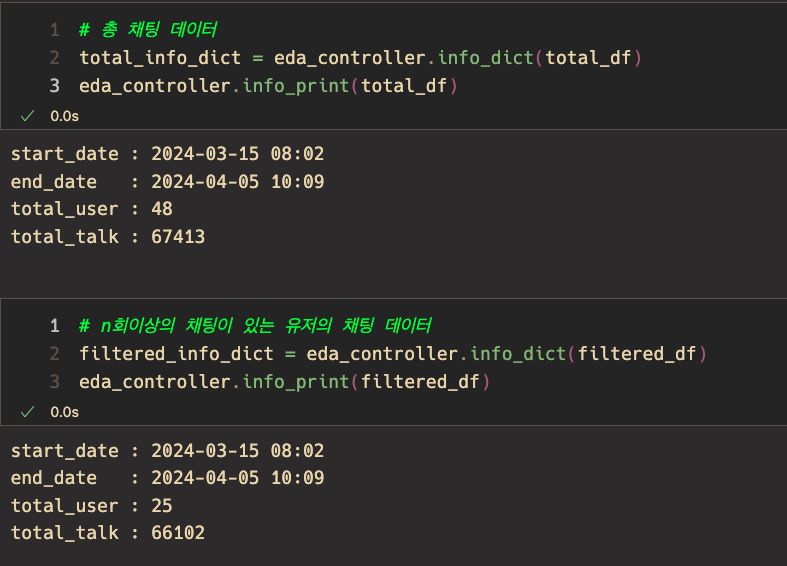 1 # 총 채팅 데이터
2 total_info_dict = eda_controller.info_dict(total_df)
3 eda_controller.info_print(total_df)
✓ 0.0s
start_date : 2024-03-15 08:02
end_date   : 2024-04-05 10:09
total_user : 48
total_talk : 67413
1 # n회이상의 채팅이 있는 유저의 채팅 데이터
2 filtered_info_dict = eda_controller.info_dict(filtered_df)
3 eda_controller.info_print(filtered_df)
✓ 0.0s
start_date : 2024-03-15 08:02
end_date   : 2024-04-05 10:09
total_user : 25
total_talk : 66102